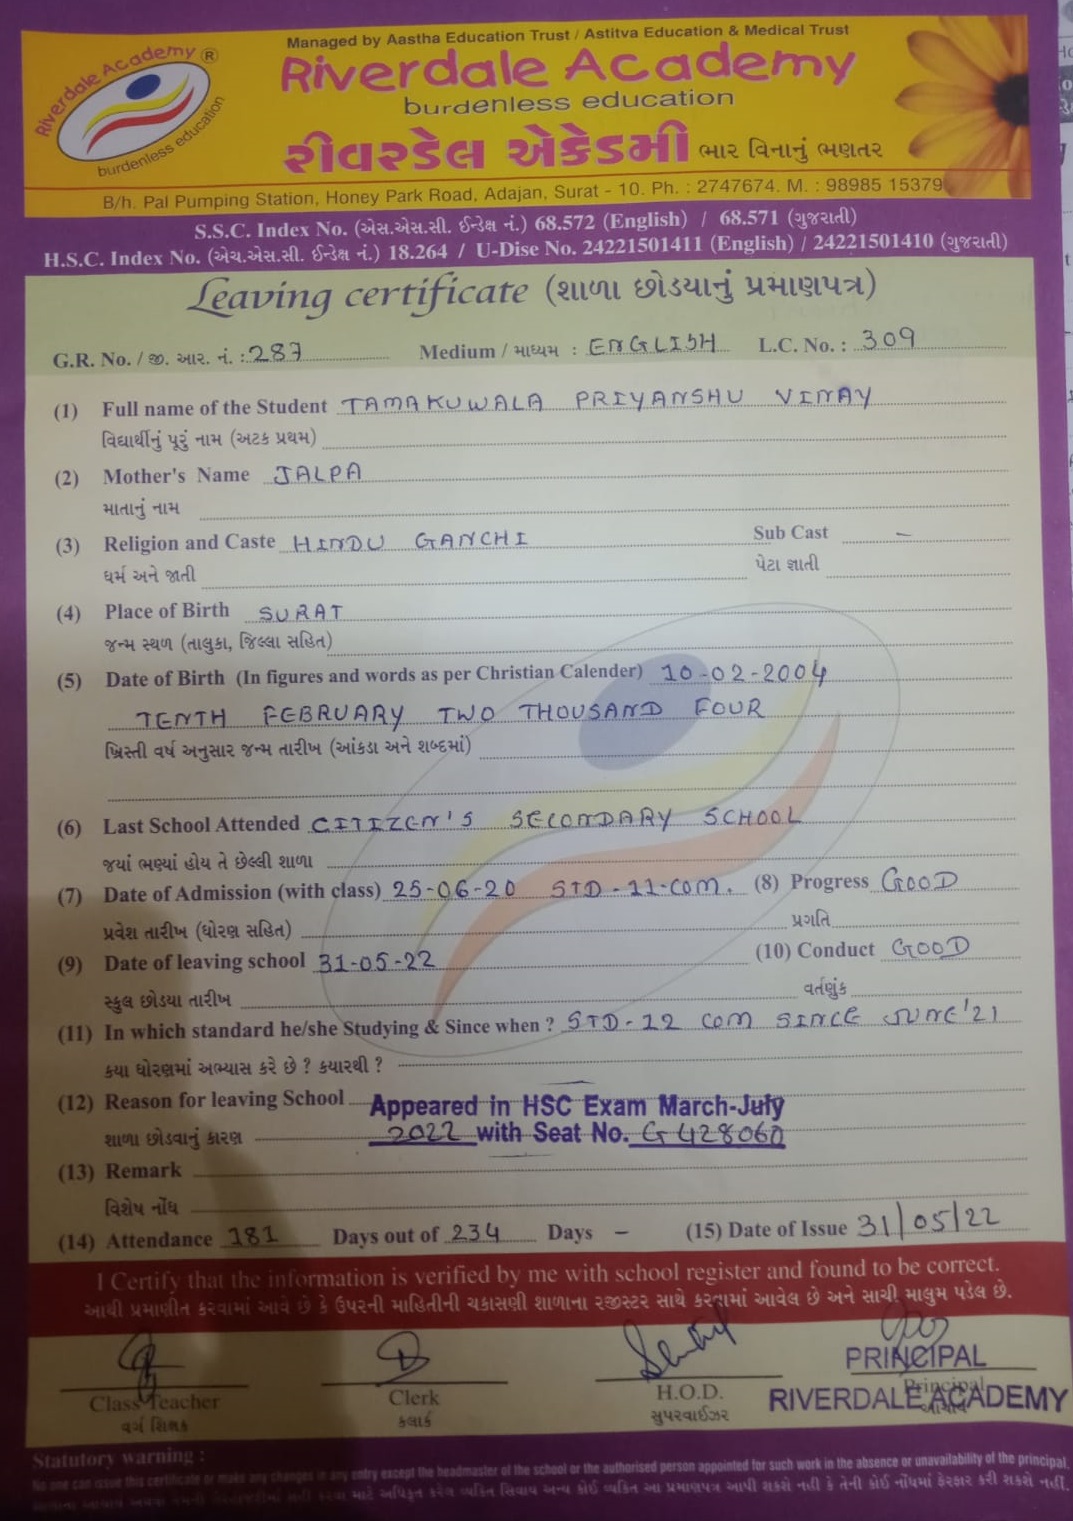 Riverdale Academy ®
burdenless education
Managed by Aastha Education Trust / Astitva Education & Medical Trust
Riverdale Academy
burdenless education
રીવરડેલ એકેડમી ભાર વિનાનું ભણતર
B/h. Pal Pumping Station, Honey Park Road, Adajan, Surat - 10. Ph. : 2747674. M. : 98985 15379
S.S.C. Index No. (એસ.એસ.સી. ઈન્ડેક્ષ નં.) 68.572 (English) / 68.571 (ગુજરાતી)
H.S.C. Index No. (એચ.એસ.સી. ઈન્ડેક્ષ નં.) 18.264 / U-Dise No. 24221501411 (English) / 24221501410 (ગુજરાતી)
Leaving certificate (શાળા છોડયાનું પ્રમાણપત્ર)
G.R. No. / જી. આર. નં. : 287 Medium / માધ્યમ : ENGLISH L.C. No. : 309
(1) Full name of the Student TAMAKUWALA PRIYANSHU VINAY
વિદ્યાર્થીનું પૂરું નામ (અટક પ્રથમ)
(2) Mother's Name JALPA
માતાનું નામ
(3) Religion and Caste HINDU GANCHI Sub Cast –
ધર્મ અને જાતી પેટા જ્ઞાતી
(4) Place of Birth SURAT
જન્મ સ્થળ (તાલુકા, જિલ્લા સહિત)
(5) Date of Birth (In figures and words as per Christian Calender) 10-02-2004
TENTH FEBRUARY TWO THOUSAND FOUR
ખ્રિસ્તી વર્ષ અનુસાર જન્મ તારીખ (આંકડા અને શબ્દમાં)
(6) Last School Attended CITIZEN'S SECONDARY SCHOOL
જયાં ભણ્યાં હોય તે છેલ્લી શાળા
(7) Date of Admission (with class) 25-06-20 STD-11-COM. (8) Progress GOOD
પ્રવેશ તારીખ (ધોરણ સહિત) પ્રગતિ
(9) Date of leaving school 31-05-22 (10) Conduct GOOD
સ્કુલ છોડયા તારીખ વર્તણુંક
(11) In which standard he/she Studying & Since when ? STD-12 COM SINCE JUNE'21
કયા ધોરણમાં અભ્યાસ કરે છે ? કયારથી ?
(12) Reason for leaving School Appeared in HSC Exam March-July
શાળા છોડવાનું કારણ 2022 with Seat No. G 428060
(13) Remark
વિશેષ નોંધ
(14) Attendance 181 Days out of 234 Days – (15) Date of Issue 31/05/22
I Certify that the information is verified by me with school register and found to be correct.
આથી પ્રમાણીત કરવામાં આવે છે કે ઉપરની માહિતીની ચકાસણી શાળાના રજીસ્ટર સાથે કરવામાં આવેલ છે અને સાચી માલુમ પડેલ છે.
PRINCIPAL
Class Teacher Clerk H.O.D. Principal
RIVERDALE ACADEMY
વર્ગ શિક્ષક કલાર્ક સુપરવાઈઝર આચાર્ય
Statutory warning :
No one can issue this certificate or make any changes in any entry except the headmaster of the school or the authorised person appointed for such work in the absence or unavailability of the principal.
માટે અધિકૃત કરેલ વ્યકિત સિવાય અન્ય કોઈ વ્યકિત આ પ્રમાણપત્ર આપી શકશે નહી કે તેની કોઈ નોંધમાં ફેરફાર કરી શકશે નહીં.